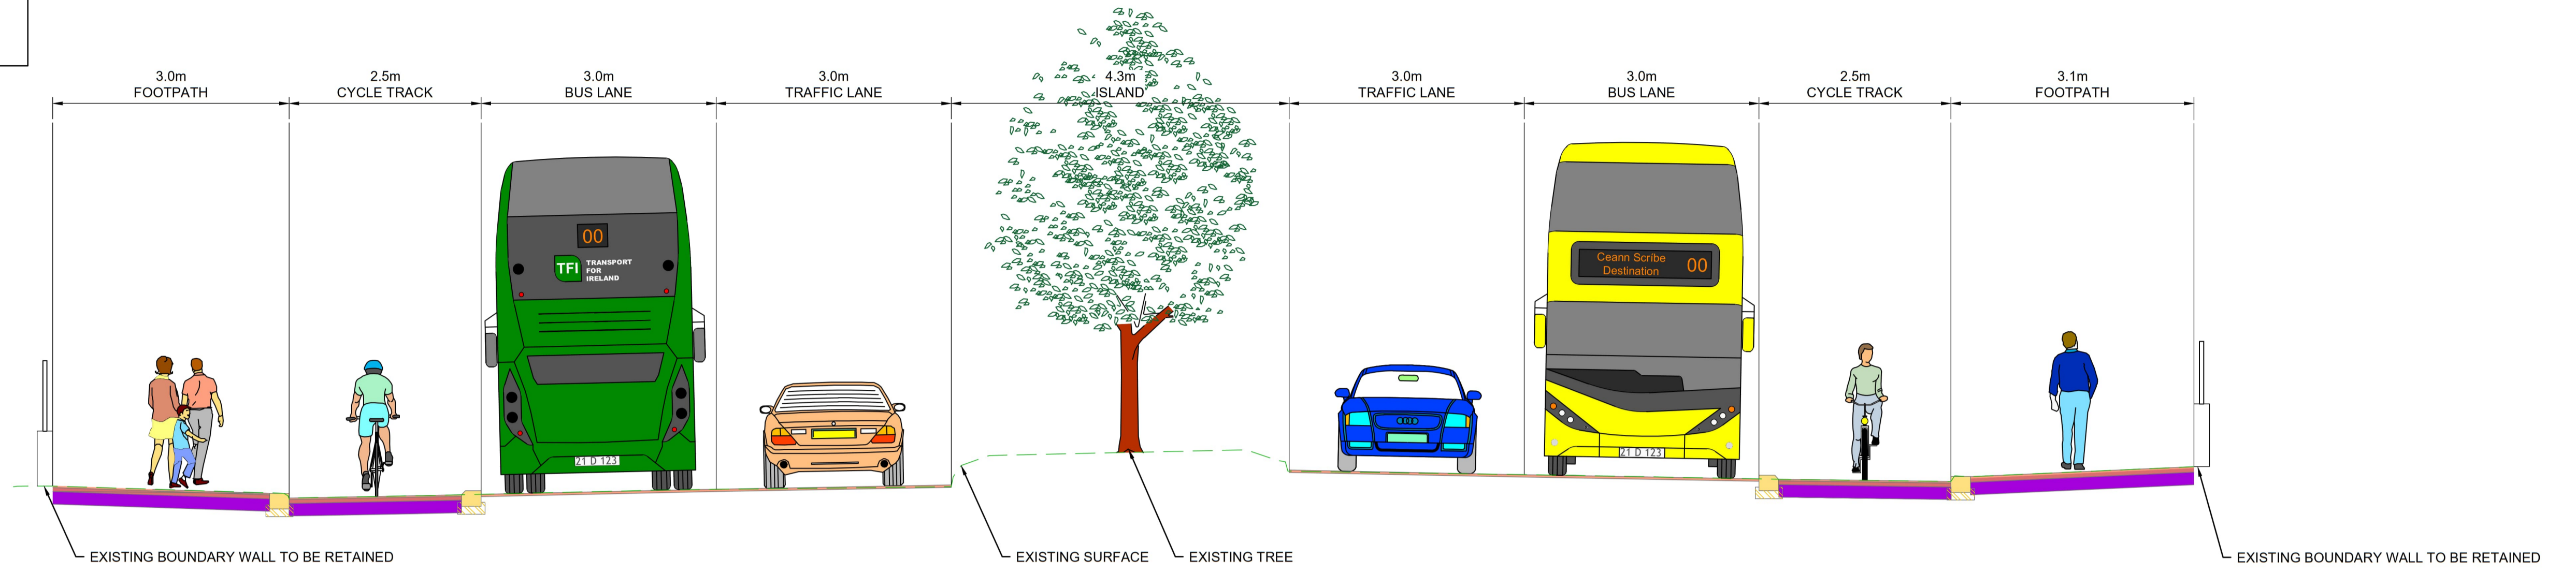 3.0m
FOOTPATH
2.5m
CYCLE TRACK
3.0m
BUS LANE
3.0m
TRAFFIC LANE
4.3m
ISLAND
3.0m
TRAFFIC LANE
3.0m
BUS LANE
2.5m
CYCLE TRACK
3.1m
FOOTPATH
00
TFI
TRANSPORT
FOR
IRELAND
21 D 123
Ceann Scríbe
Destination
00
21 D 123
EXISTING BOUNDARY WALL TO BE RETAINED
EXISTING SURFACE
EXISTING TREE
EXISTING BOUNDARY WALL TO BE RETAINED